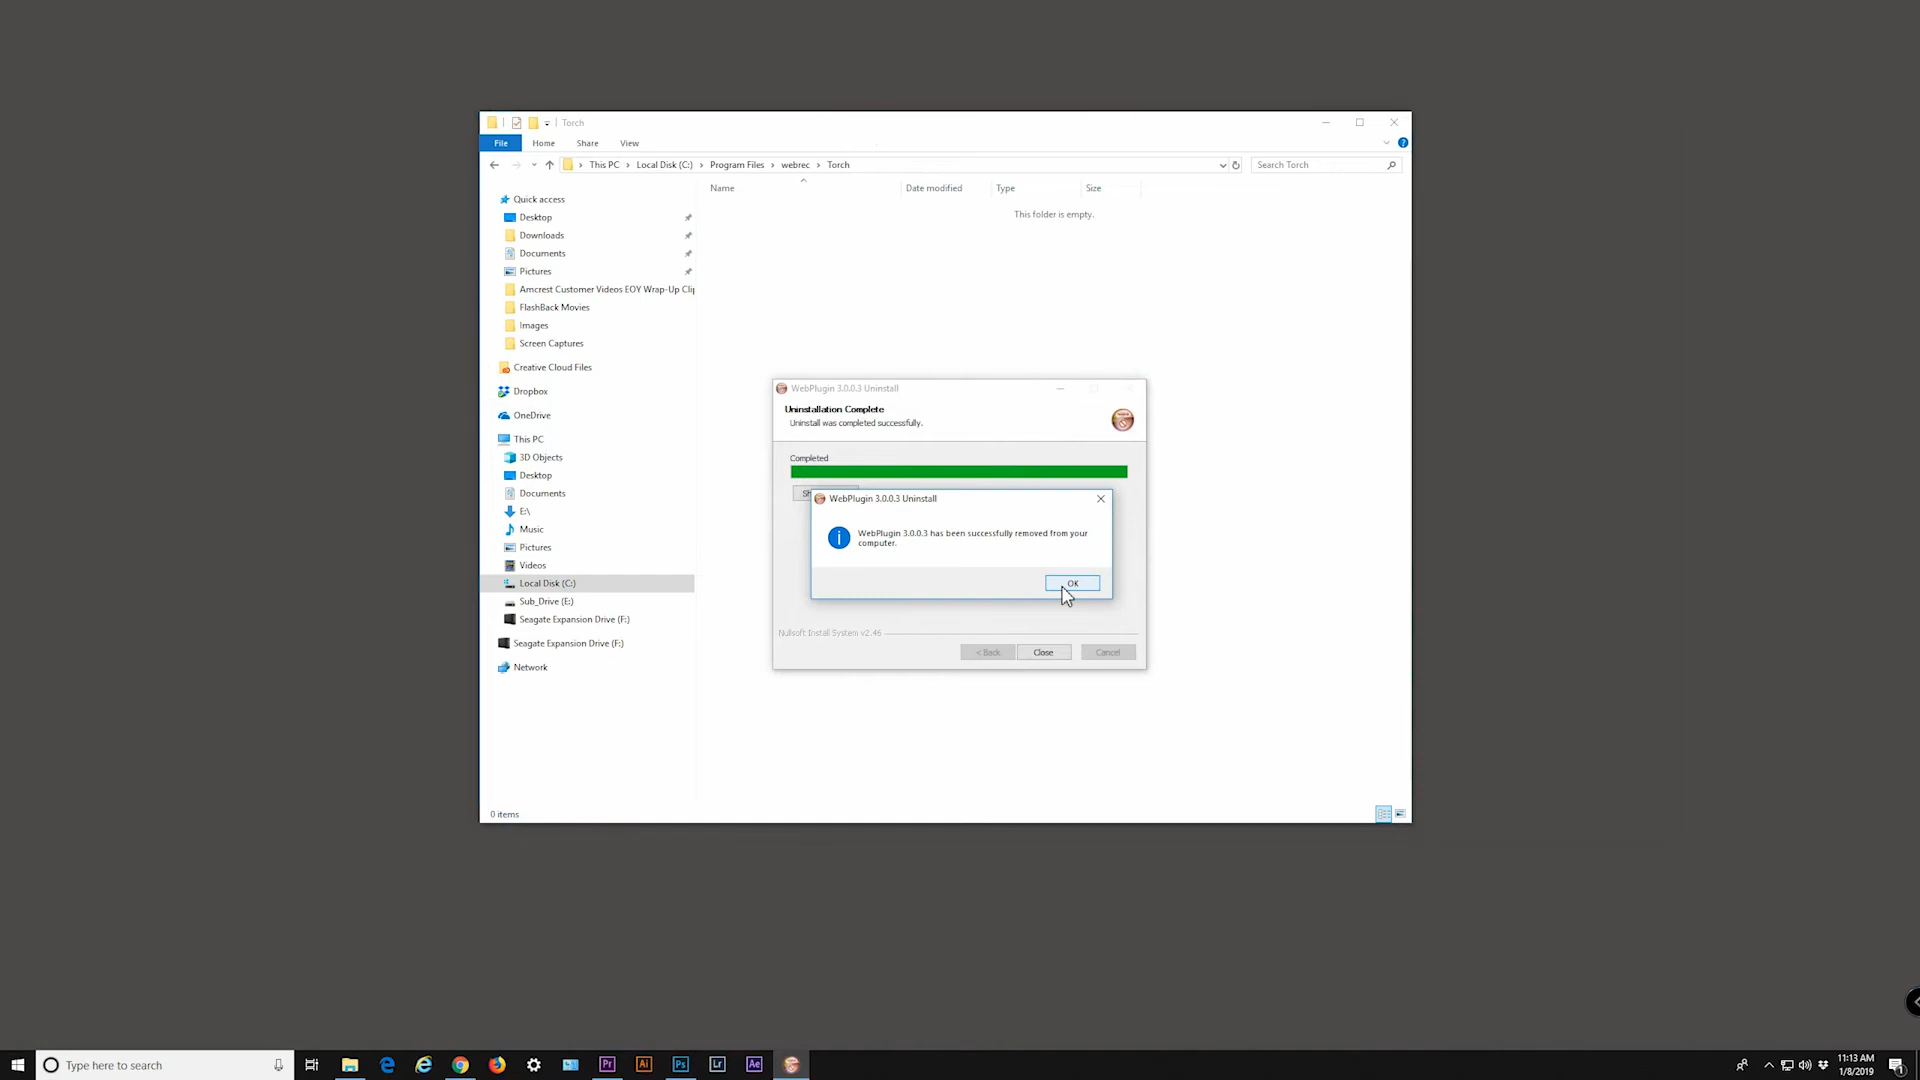 Torch
File Home Share View
This PC Local Disk (C:) Program Files webrec Torch
Search Torch
Name Date modified Type Size
This folder is empty.
Quick access
Desktop
Downloads
Documents
Pictures
Amcrest Customer Videos EOY Wrap-Up Clip
FlashBack Movies
Images
Screen Captures
Creative Cloud Files
Dropbox
OneDrive
This PC
3D Objects
Desktop
Documents
E:\
Music
Pictures
Videos
Local Disk (C:)
Sub_Drive (E:)
Seagate Expansion Drive (F:)
Seagate Expansion Drive (F:)
Network
0 items
WebPlugin 3.0.0.3 Uninstall
Uninstallation Complete
Uninstall was completed successfully.
Completed
WebPlugin 3.0.0.3 Uninstall
WebPlugin 3.0.0.3 has been successfully removed from your
computer.
OK
Nullsoft Install System v2.46
< Back Close Cancel
Type here to search
Pr Ai Ps Lr Ae
11:13 AM
1/8/2019